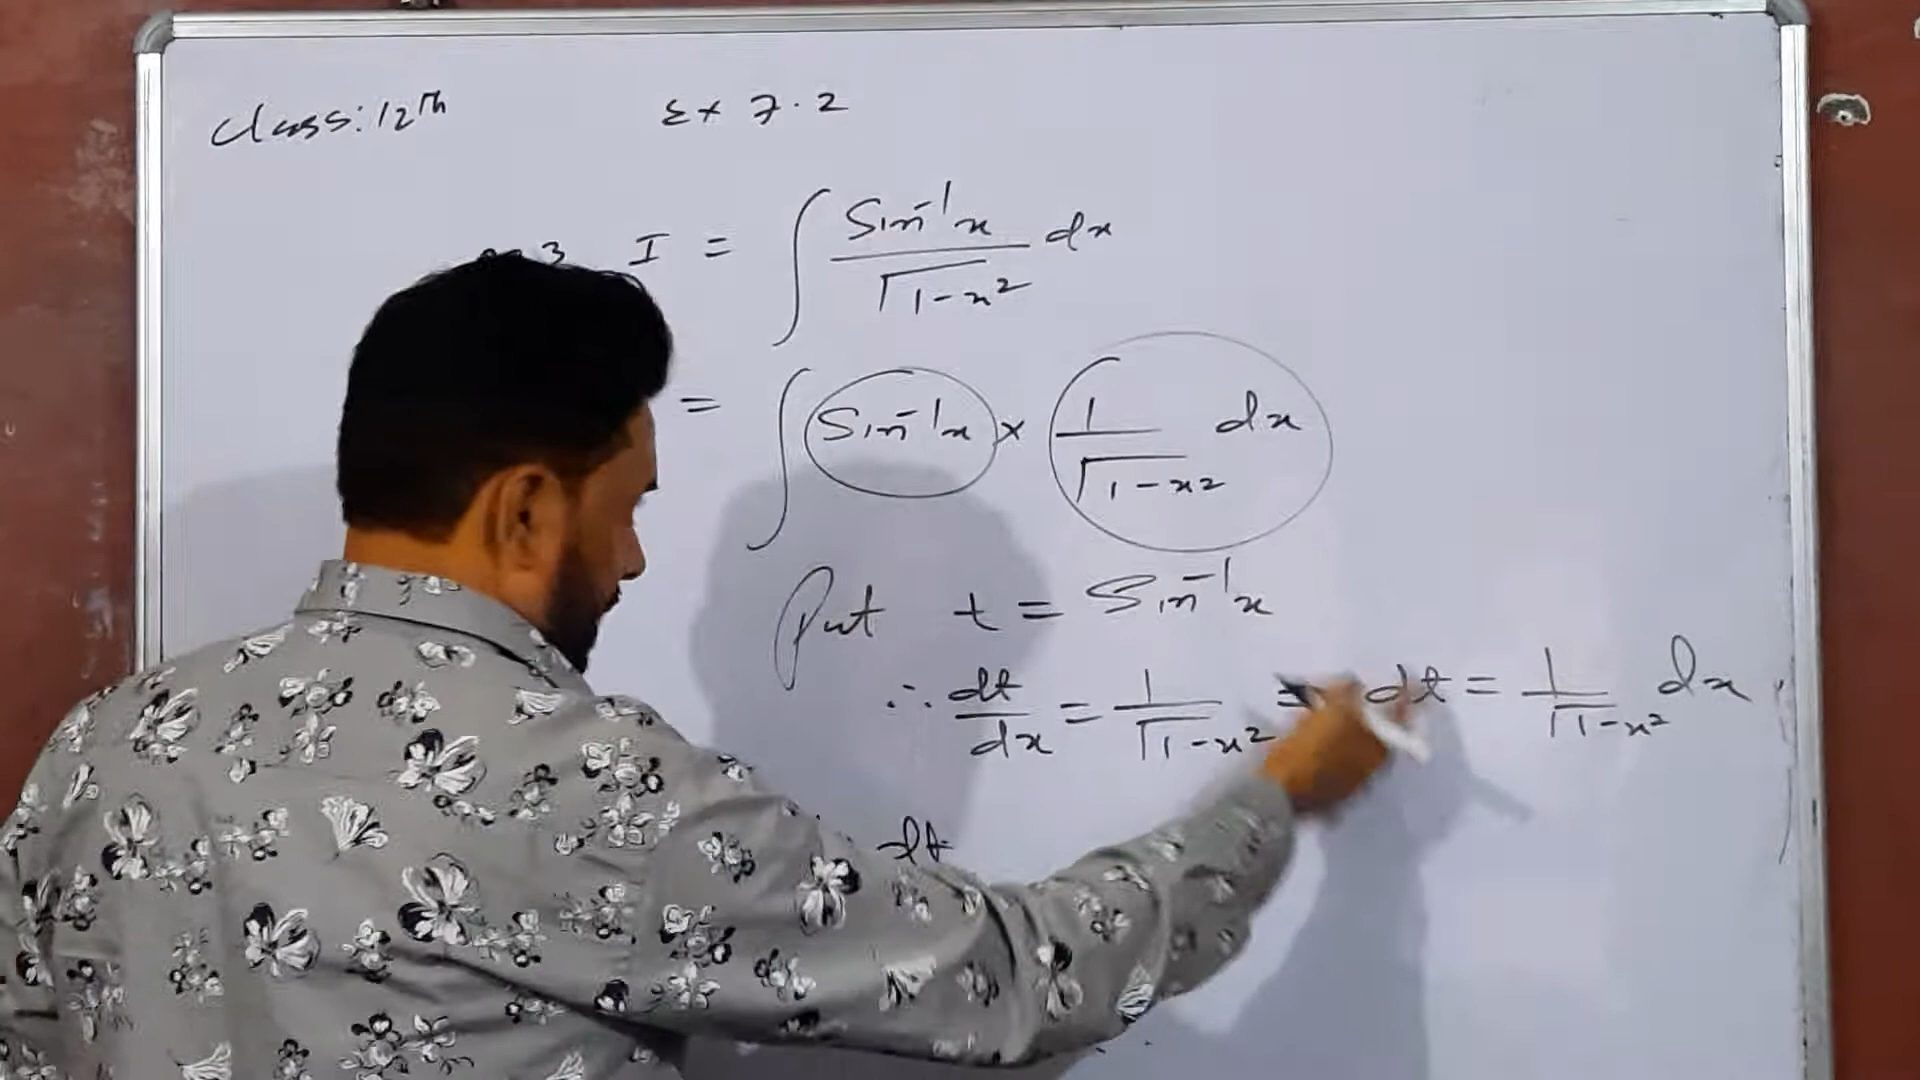 Class: 12th Ex 7.2
3 I = ∫ Sin⁻¹x / √1-x² dx
= ∫ Sin⁻¹x × 1/√1-x² dx
Put t = Sin⁻¹x
∴ dt/dx = 1/√1-x² ⇒ dt = 1/√1-x² dx
dt